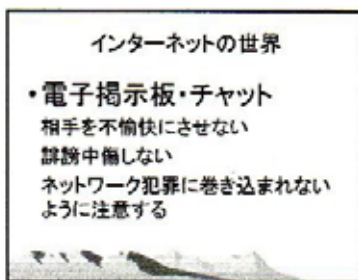 インターネットの世界
・電子掲示板・チャット
相手を不愉快にさせない
誹謗中傷しない
ネットワーク犯罪に巻き込まれない
ように注意する